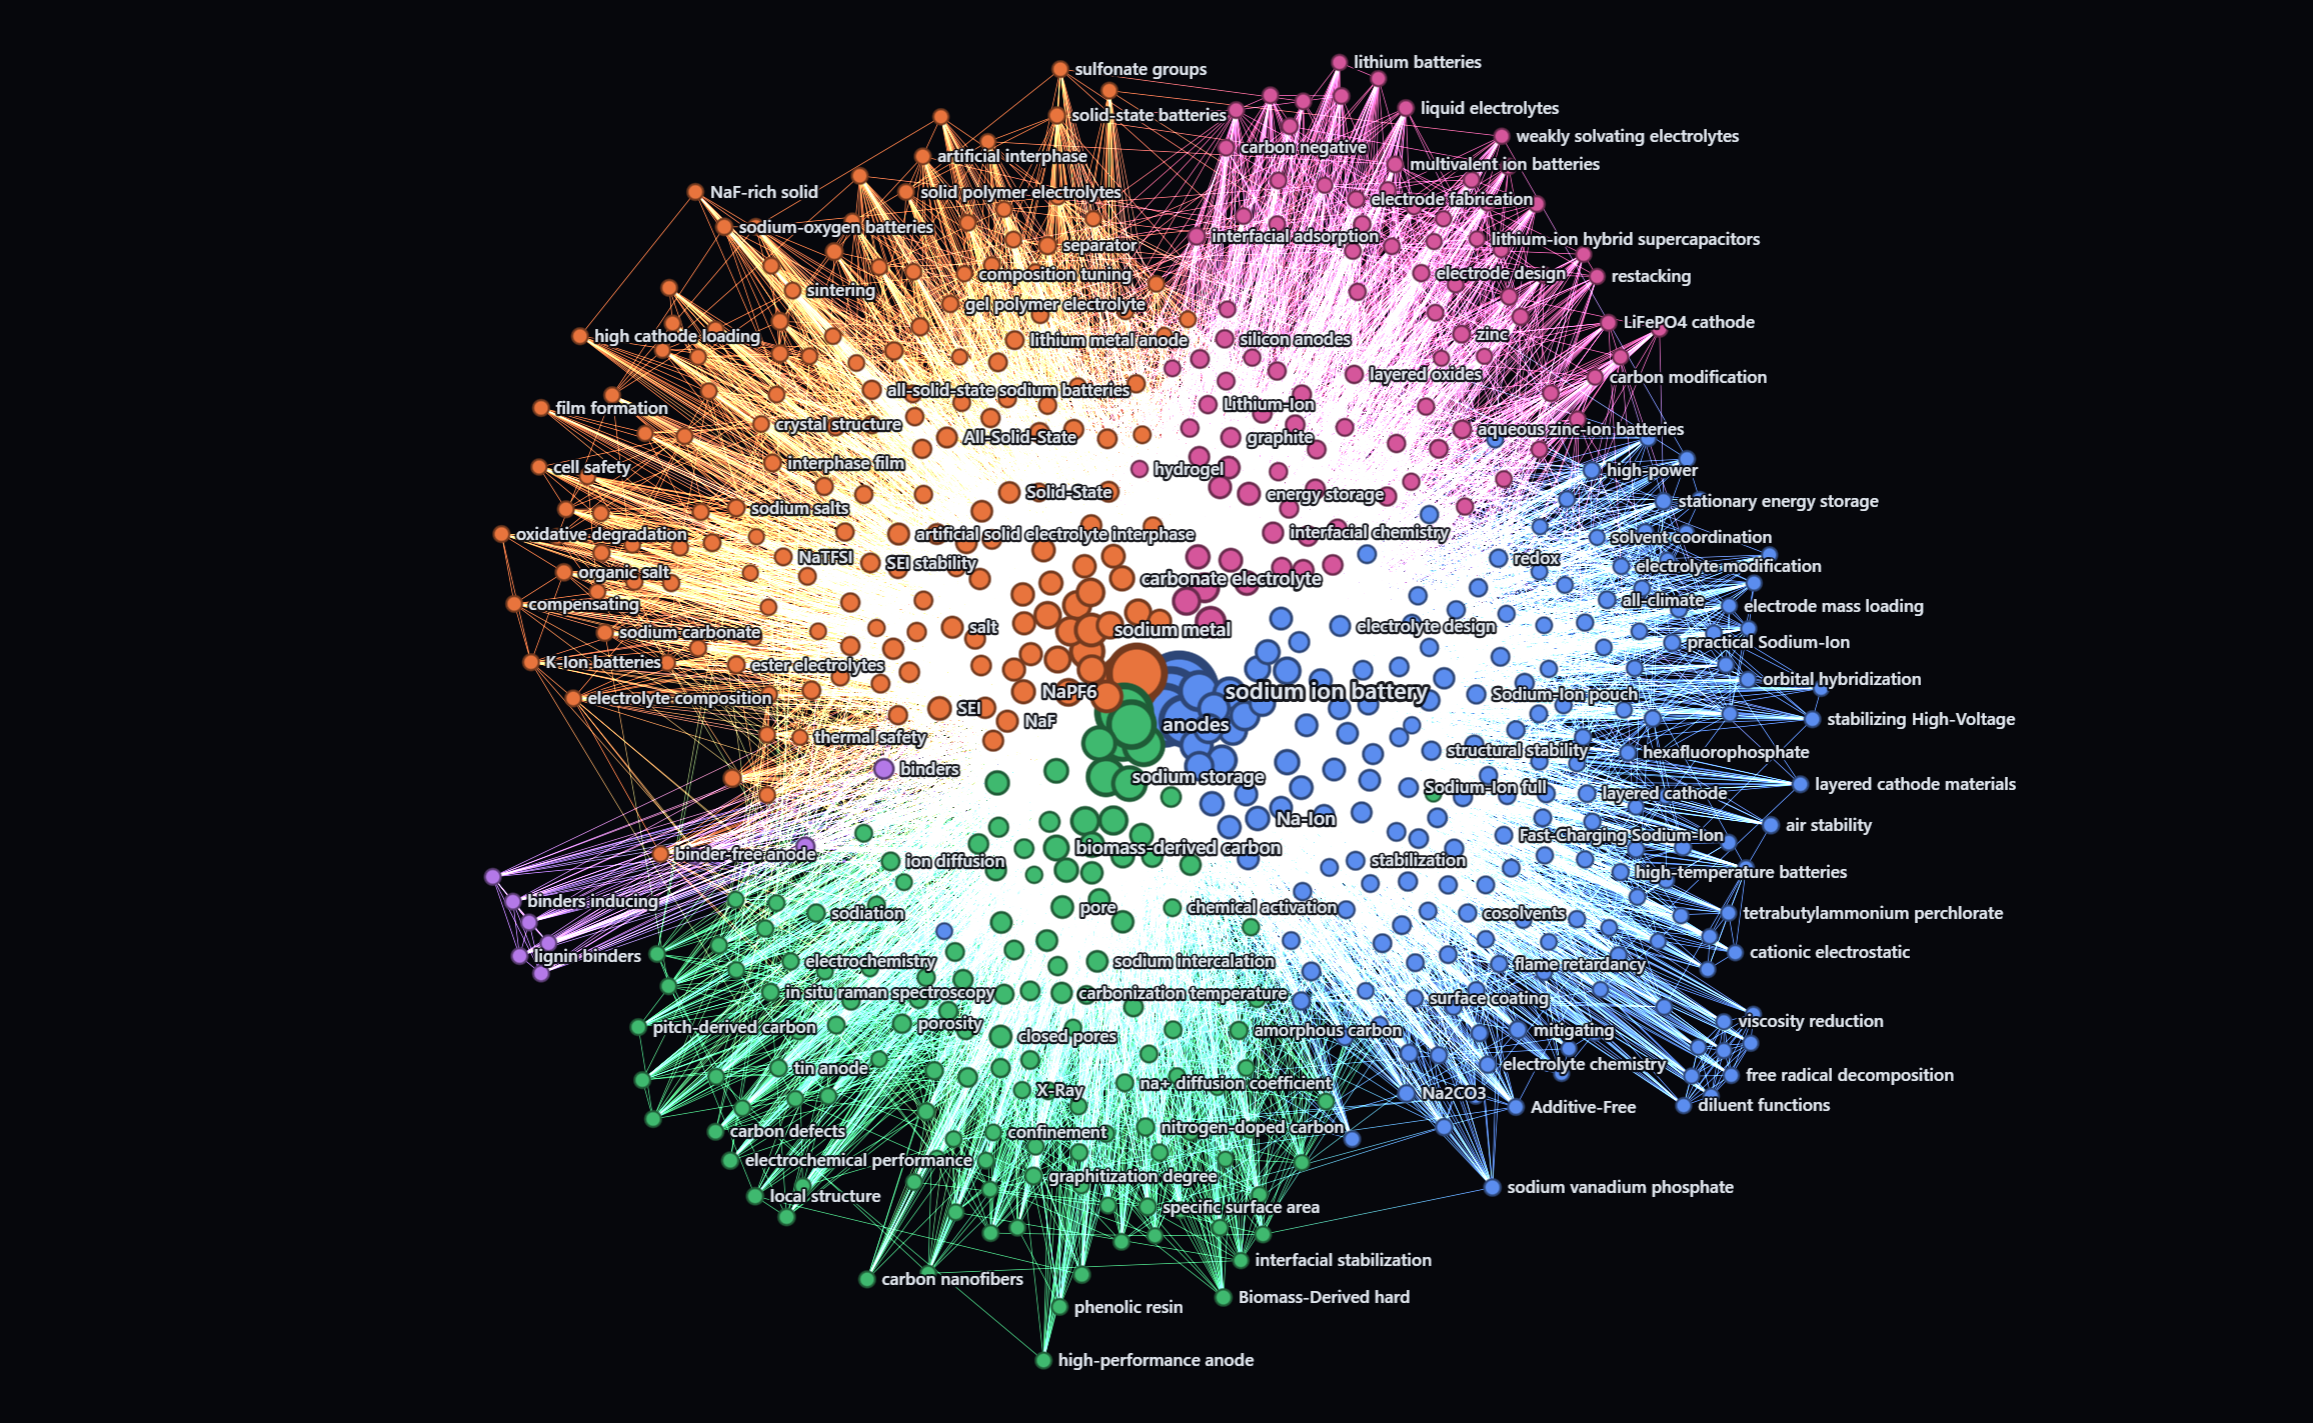 lithium batteries
sulfonate groups
liquid electrolytes
solid-state batteries
weakly solvating electrolytes
carbon negative
artificial interphase
multivalent ion batteries
NaF-rich solid
solid polymer electrolytes
electrode fabrication
sodium-oxygen batteries
interfacial adsorption
lithium-ion hybrid supercapacitors
separator
composition tuning
electrode design
restacking
sintering
gel polymer electrolyte
LiFePO4 cathode
high cathode loading
lithium metal anode
silicon anodes
zinc
layered oxides
carbon modification
all-solid-state sodium batteries
film formation
Lithium-Ion
crystal structure
All-Solid-State
graphite
aqueous zinc-ion batteries
cell safety
interphase film
hydrogel
high-power
Solid-State
energy storage
stationary energy storage
sodium salts
oxidative degradation
artificial solid electrolyte interphase
interfacial chemistry
solvent coordination
NaTFSI
SEI stability
redox
electrolyte modification
organic salt
carbonate electrolyte
all-climate
compensating
electrode mass loading
sodium carbonate
salt
sodium metal
electrolyte design
practical Sodium-Ion
K-Ion batteries
ester electrolytes
orbital hybridization
electrolyte composition
NaPF6
sodium ion battery
Sodium-Ion pouch
SEI
NaF
anodes
stabilizing High-Voltage
thermal safety
structural stability
hexafluorophosphate
binders
sodium storage
Sodium-Ion full
layered cathode
layered cathode materials
Na-Ion
air stability
Fast-Charging Sodium-Ion
binder-free anode
ion diffusion
biomass-derived carbon
stabilization
high-temperature batteries
binders inducing
sodiation
pore
chemical activation
cosolvents
tetrabutylammonium perchlorate
lignin binders
electrochemistry
sodium intercalation
flame retardancy
cationic electrostatic
in situ raman spectroscopy
carbonization temperature
surface coating
pitch-derived carbon
porosity
closed pores
amorphous carbon
mitigating
viscosity reduction
tin anode
X-Ray
na+ diffusion coefficient
electrolyte chemistry
free radical decomposition
Na2CO3
Additive-Free
diluent functions
carbon defects
confinement
nitrogen-doped carbon
electrochemical performance
graphitization degree
local structure
specific surface area
sodium vanadium phosphate
interfacial stabilization
carbon nanofibers
Biomass-Derived hard
phenolic resin
high-performance anode